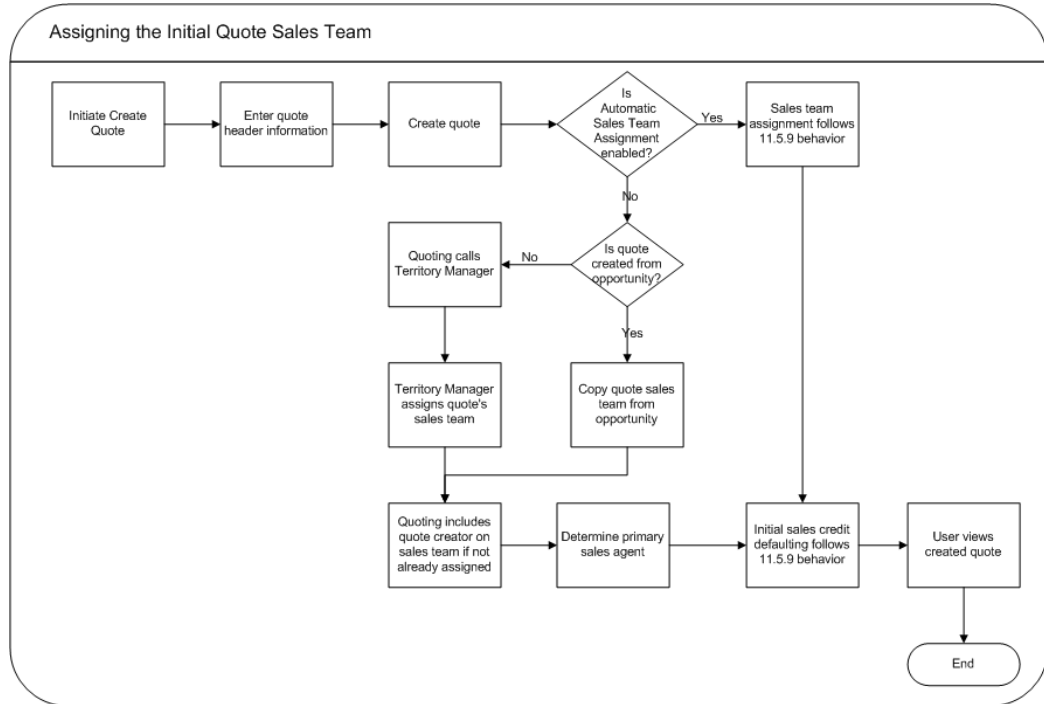 Assigning the Initial Quote Sales Team
Initiate Create
Quote
Enter quote
header information
Create quote
Is
Automatic
Sales Team
Assignment
enabled?
Yes
Sales team
assignment follows
11.5.9 behavior
No
Quoting calls
Territory Manager
No
Is quote
created from
opportunity?
Yes
Territory Manager
assigns quote's
sales team
Copy quote sales
team from
opportunity
Quoting includes
quote creator on
sales team if not
already assigned
Determine primary
sales agent
Initial sales credit
defaulting follows
11.5.9 behavior
User views
created quote
End